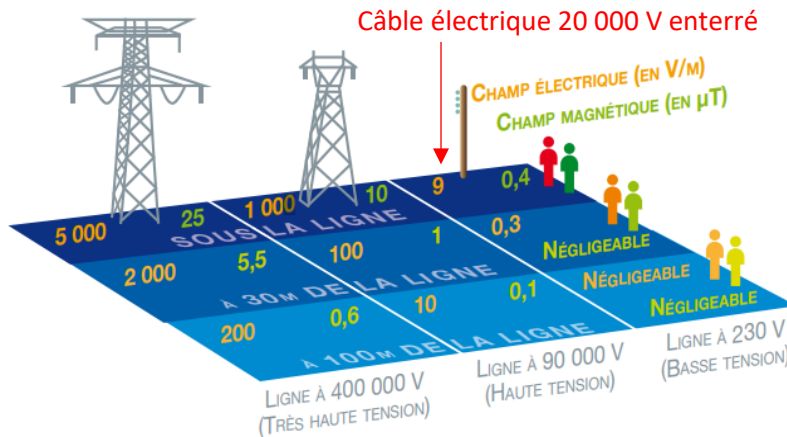 Câble électrique 20 000 V enterré
CHAMP ÉLECTRIQUE (EN V/M)
CHAMP MAGNÉTIQUE (EN µT)
5 000 25 1 000 10 9 0,4
SOUS LA LIGNE
2 000 5,5 100 1 0,3 NÉGLIGEABLE
À 30M DE LA LIGNE
200 0,6 10 0,1 NÉGLIGEABLE NÉGLIGEABLE
À 100M DE LA LIGNE
LIGNE À 400 000 V
(TRÈS HAUTE TENSION)
LIGNE À 90 000 V
(HAUTE TENSION)
LIGNE À 230 V
(BASSE TENSION)